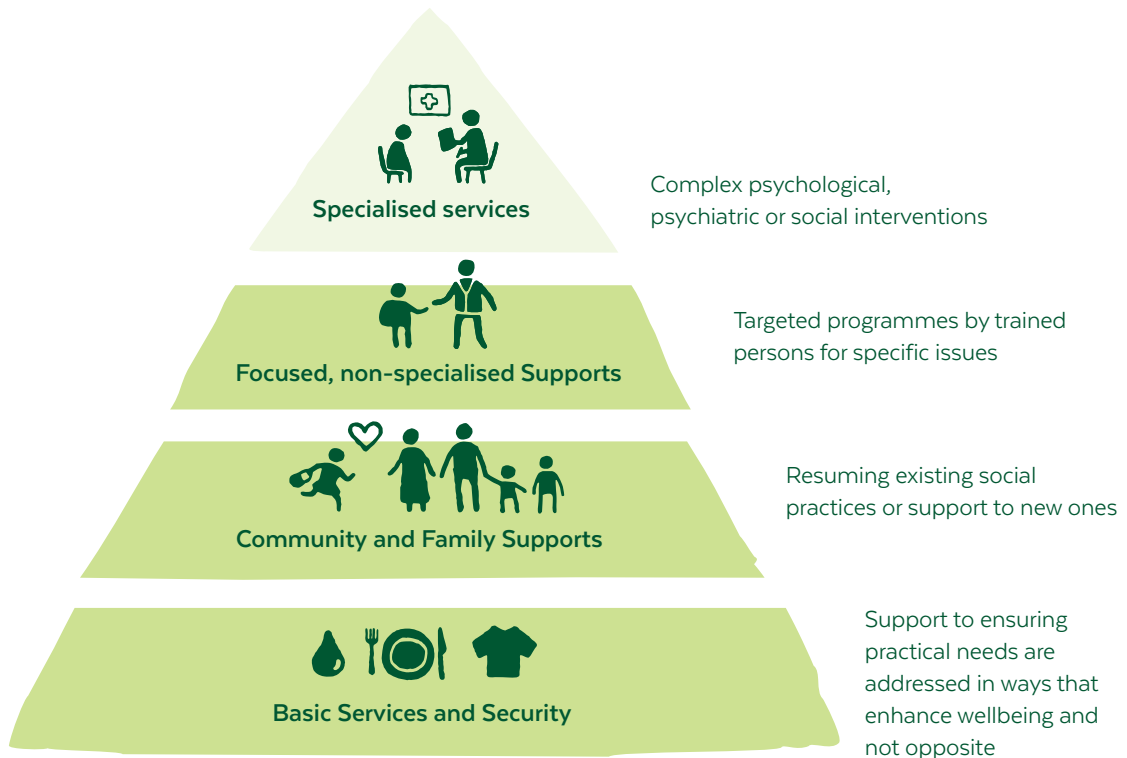 Specialised services
Complex psychological,
psychiatric or social interventions
Focused, non-specialised Supports
Targeted programmes by trained
persons for specific issues
Community and Family Supports
Resuming existing social
practices or support to new ones
Basic Services and Security
Support to ensuring
practical needs are
addressed in ways that
enhance wellbeing and
not opposite